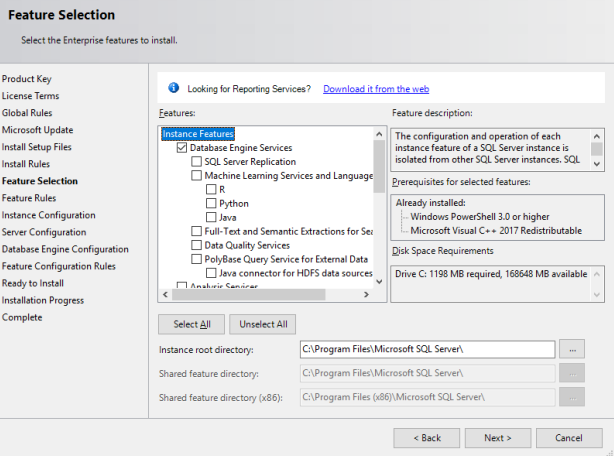 Feature Selection
Select the Enterprise features to install.
Product Key
License Terms
Global Rules
Microsoft Update
Install Setup Files
Install Rules
Feature Selection
Feature Rules
Instance Configuration
Server Configuration
Database Engine Configuration
Feature Configuration Rules
Ready to Install
Installation Progress
Complete
Looking for Reporting Services? Download it from the web
Features:
Instance Features
Database Engine Services
SQL Server Replication
Machine Learning Services and Language
R
Python
Java
Full-Text and Semantic Extractions for Sea
Data Quality Services
PolyBase Query Service for External Data
Java connector for HDFS data sources
Analysis Services
Feature description:
The configuration and operation of each
instance feature of a SQL Server instance is
isolated from other SQL Server instances. SQL
Prerequisites for selected features:
Already installed:
Windows PowerShell 3.0 or higher
Microsoft Visual C++ 2017 Redistributable
Disk Space Requirements
Drive C: 1198 MB required, 168648 MB available
Select All
Unselect All
Instance root directory:
C:\Program Files\Microsoft SQL Server\
...
Shared feature directory:
C:\Program Files\Microsoft SQL Server\
...
Shared feature directory (x86):
C:\Program Files (x86)\Microsoft SQL Server\
...
< Back
Next >
Cancel